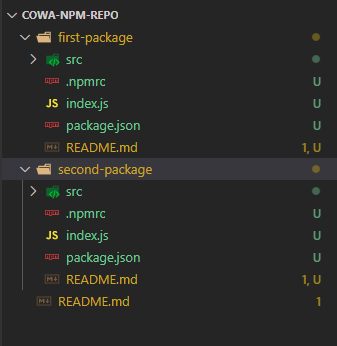 COWA-NPM-REPO
first-package
src
.npmrc U
JS index.js U
package.json U
README.md 1, U
second-package
src
.npmrc U
JS index.js U
package.json U
README.md 1, U
README.md 1